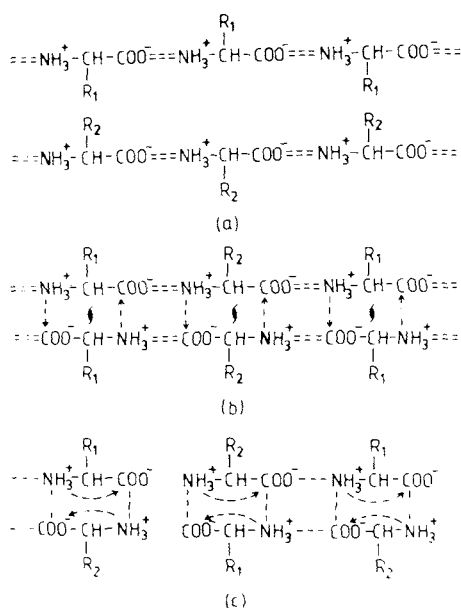 R₁
===NH₃⁺-CH-COO⁻===NH₃⁺-CH-COO⁻===NH₃⁺-CH-COO⁻===
R₁ R₁
R₂ R₂
===NH₃⁺-CH-COO⁻===NH₃⁺-CH-COO⁻===NH₃⁺-CH-COO⁻===
R₂
(a)
R₁ R₂ R₁
===NH₃⁺-CH-COO⁻===NH₃⁺-CH-COO⁻===NH₃⁺-CH-COO⁻===
===COO⁻-CH-NH₃⁺===COO⁻-CH-NH₃⁺===COO⁻-CH-NH₃⁺===
R₁ R₂ R₁
(b)
R₁ R₂ R₁
---NH₃⁺-CH-COO⁻ NH₃⁺-CH-COO⁻---NH₃⁺-CH-COO⁻
COO⁻-CH-NH₃⁺ COO⁻-CH-NH₃⁺---COO⁻-CH-NH₃⁺
R₂ R₁ R₂
(c)